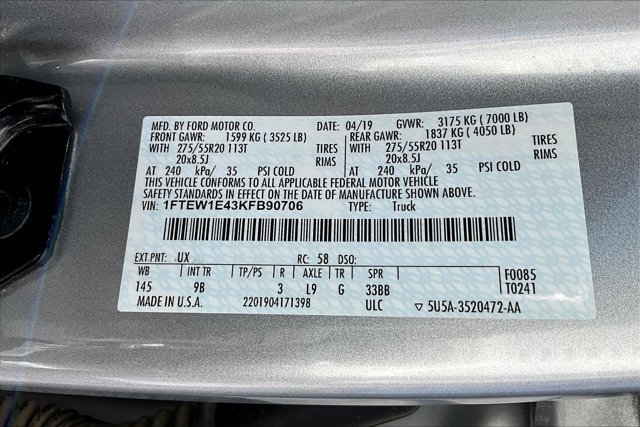 MFD. BY FORD MOTOR CO. DATE: 04/19 GVWR: 3175 KG ( 7000 LB)
FRONT GAWR: 1599 KG ( 3525 LB) REAR GAWR: 1837 KG ( 4050 LB)
WITH 275/55R20 113T TIRES WITH 275/55R20 113T TIRES
20x8.5J RIMS 20x8.5J RIMS
AT 240 kPa/ 35 PSI COLD AT 240 kPa/ 35 PSI COLD
THIS VEHICLE CONFORMS TO ALL APPLICABLE FEDERAL MOTOR VEHICLE
SAFETY STANDARDS IN EFFECT ON THE DATE OF MANUFACTURE SHOWN ABOVE.
VIN: 1FTEW1E43KFB90706 TYPE: Truck
EXT PNT: UX RC: 58 DSO:
WB INT TR TP/PS R AXLE TR SPR F0085
145 9B 3 L9 G 33BB T0241
MADE IN U.S.A. 2201904171398 ULC ▽ 5U5A-3520472-AA